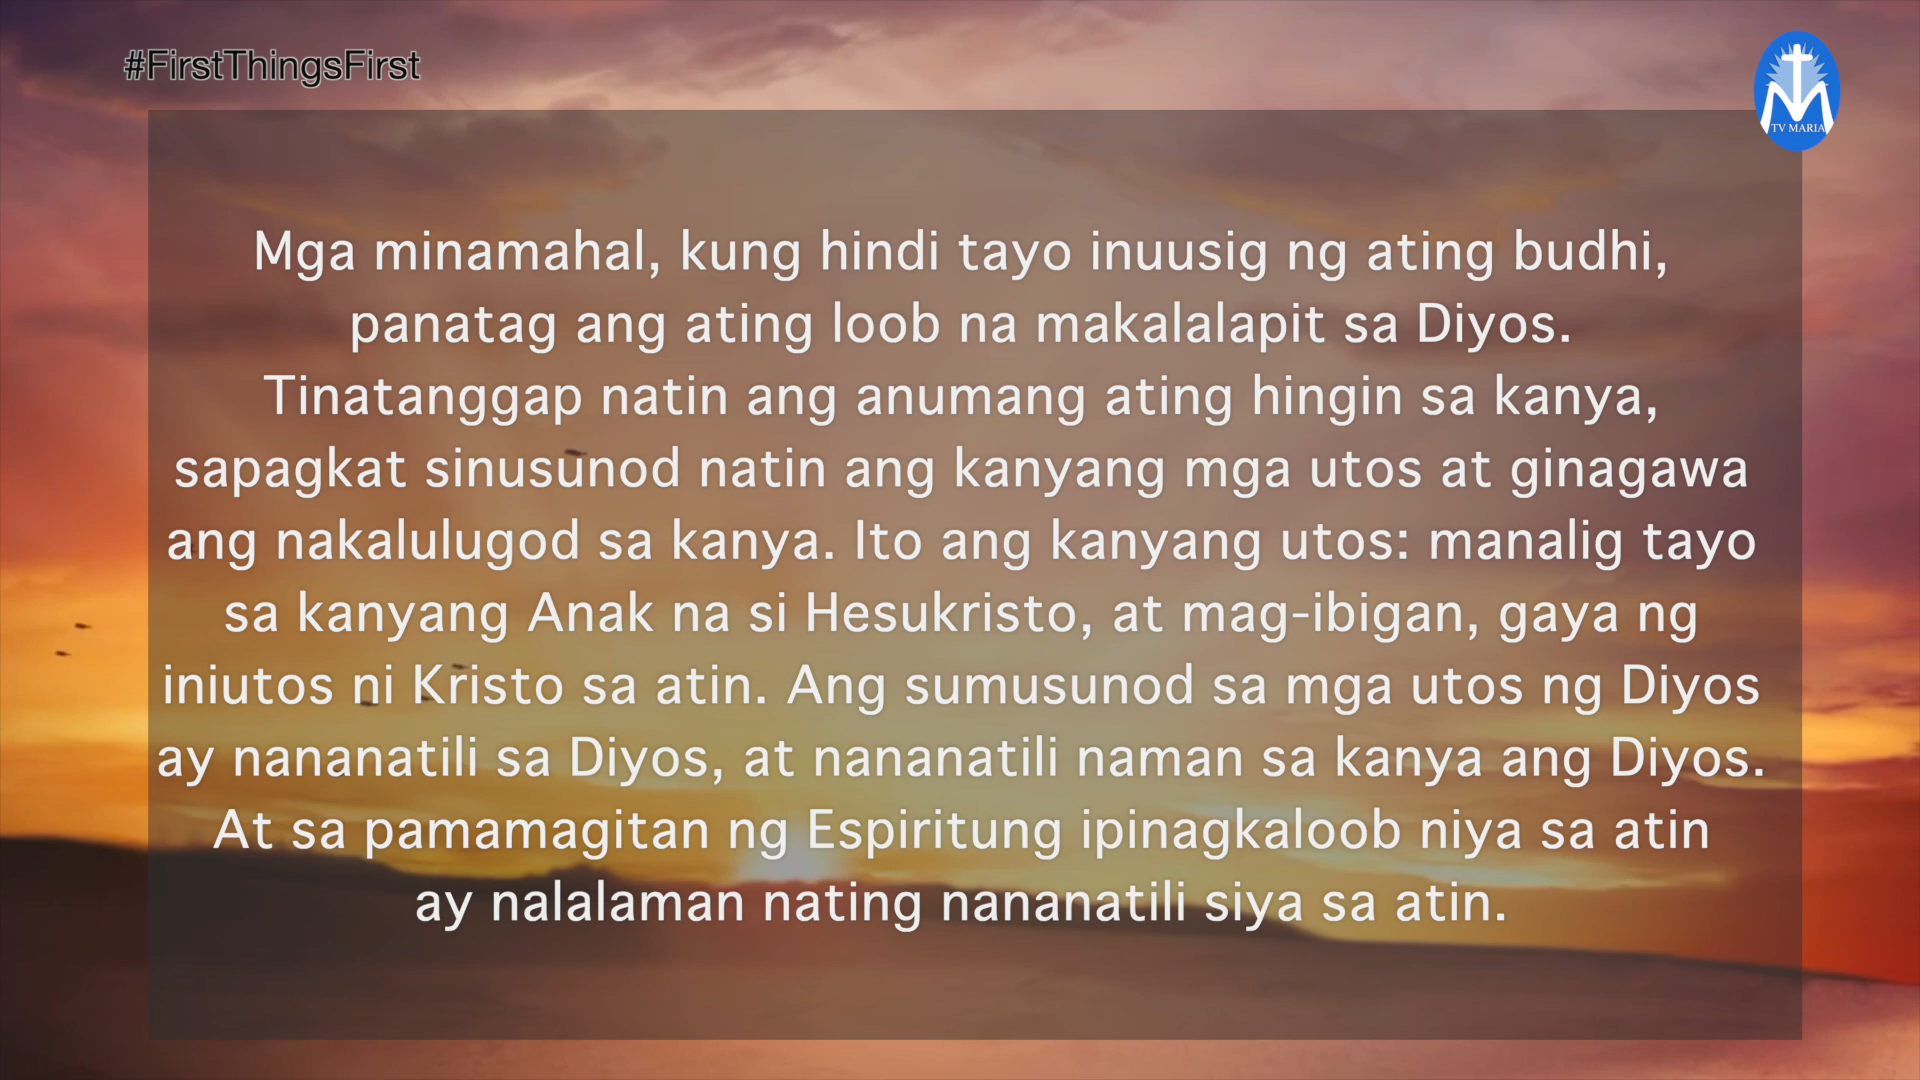 #FirstThingsFirst
TV MARIA
Mga minamahal, kung hindi tayo inuusig ng ating budhi,
panatag ang ating loob na makalalapit sa Diyos.
Tinatanggap natin ang anumang ating hingin sa kanya,
sapagkat sinusunod natin ang kanyang mga utos at ginagawa
ang nakalulugod sa kanya. Ito ang kanyang utos: manalig tayo
sa kanyang Anak na si Hesukristo, at mag-ibigan, gaya ng
iniutos ni Kristo sa atin. Ang sumusunod sa mga utos ng Diyos
ay nananatili sa Diyos, at nananatili naman sa kanya ang Diyos.
At sa pamamagitan ng Espiritung ipinagkaloob niya sa atin
ay nalalaman nating nananatili siya sa atin.